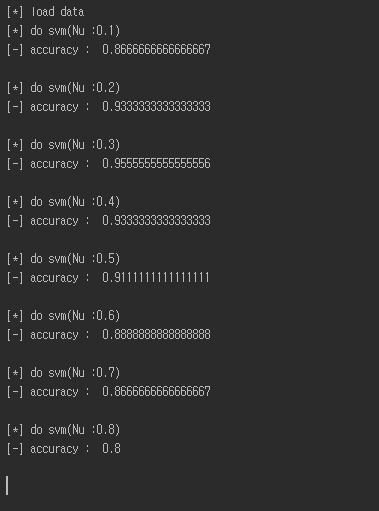 [*] load data
[*] do svm(Nu :0.1)
[-] accuracy :  0.8666666666666667
[*] do svm(Nu :0.2)
[-] accuracy :  0.9333333333333333
[*] do svm(Nu :0.3)
[-] accuracy :  0.9555555555555556
[*] do svm(Nu :0.4)
[-] accuracy :  0.9333333333333333
[*] do svm(Nu :0.5)
[-] accuracy :  0.9111111111111111
[*] do svm(Nu :0.6)
[-] accuracy :  0.8888888888888888
[*] do svm(Nu :0.7)
[-] accuracy :  0.8666666666666667
[*] do svm(Nu :0.8)
[-] accuracy :  0.8